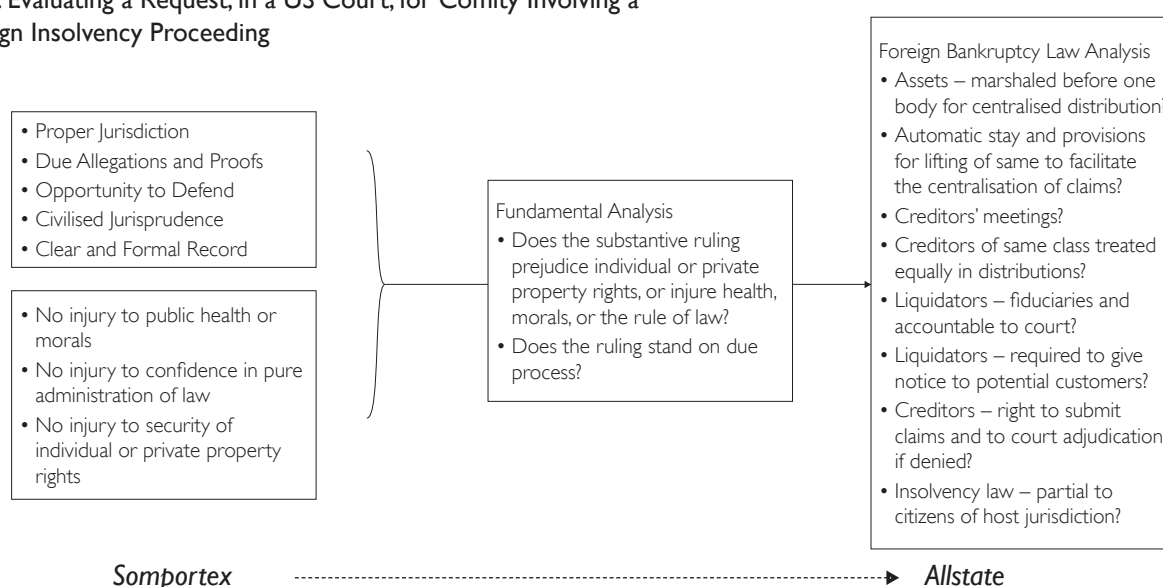 Evaluating a Request, in a US Court, for Comity Involving a
gn Insolvency Proceeding
• Proper Jurisdiction
• Due Allegations and Proofs
• Opportunity to Defend
• Civilised Jurisprudence
• Clear and Formal Record
• No injury to public health or
morals
• No injury to confidence in pure
administration of law
• No injury to security of
individual or private property
rights
Fundamental Analysis
• Does the substantive ruling
prejudice individual or private
property rights, or injure health,
morals, or the rule of law?
• Does the ruling stand on due
process?
Foreign Bankruptcy Law Analysis
• Assets – marshaled before one
body for centralised distribution?
• Automatic stay and provisions
for lifting of same to facilitate
the centralisation of claims?
• Creditors' meetings?
• Creditors of same class treated
equally in distributions?
• Liquidators – fiduciaries and
accountable to court?
• Liquidators – required to give
notice to potential customers?
• Creditors – right to submit
claims and to court adjudication
if denied?
• Insolvency law – partial to
citizens of host jurisdiction?
Somportex
Allstate